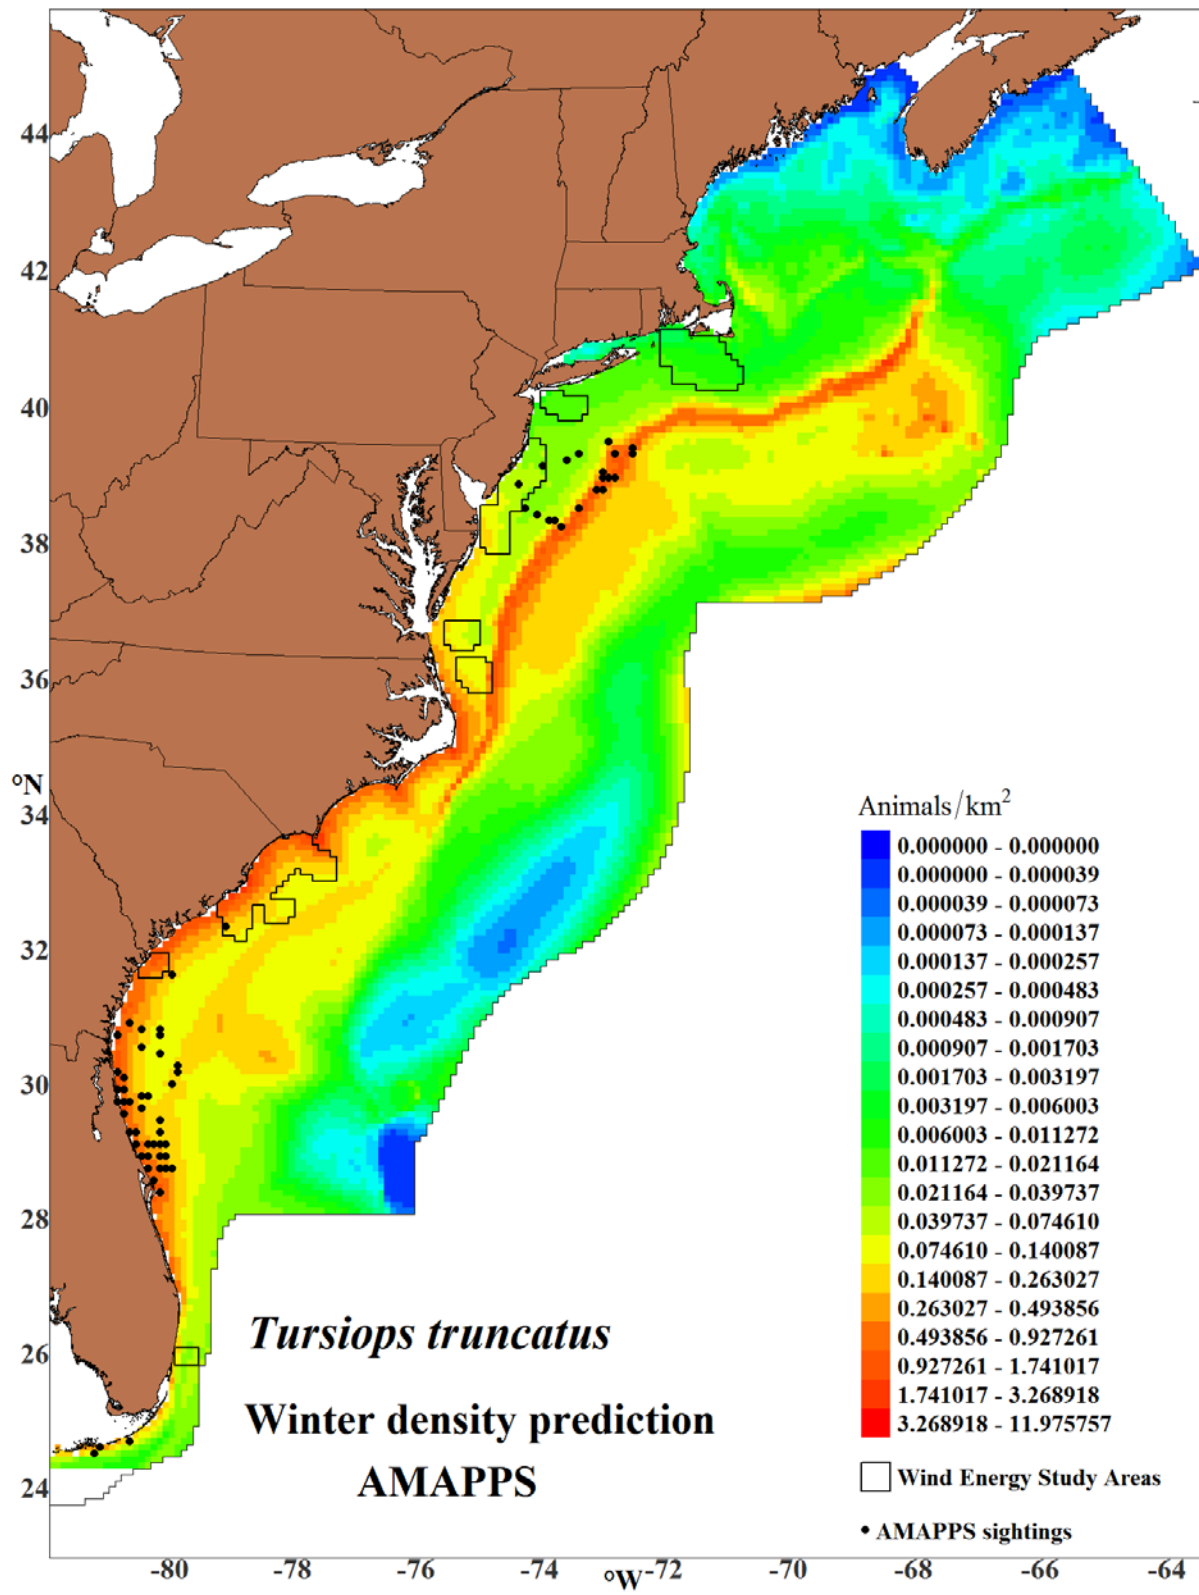 44
42
40
38
36
°N
34
32
30
28
26
24
Animals/km²
0.000000 - 0.000000
0.000000 - 0.000039
0.000039 - 0.000073
0.000073 - 0.000137
0.000137 - 0.000257
0.000257 - 0.000483
0.000483 - 0.000907
0.000907 - 0.001703
0.001703 - 0.003197
0.003197 - 0.006003
0.006003 - 0.011272
0.011272 - 0.021164
0.021164 - 0.039737
0.039737 - 0.074610
0.074610 - 0.140087
0.140087 - 0.263027
0.263027 - 0.493856
0.493856 - 0.927261
0.927261 - 1.741017
1.741017 - 3.268918
3.268918 - 11.975757
Wind Energy Study Areas
AMAPPS sightings
Tursiops truncatus
Winter density prediction
AMAPPS
-80 -78 -76 -74 °W -72 -70 -68 -66 -64